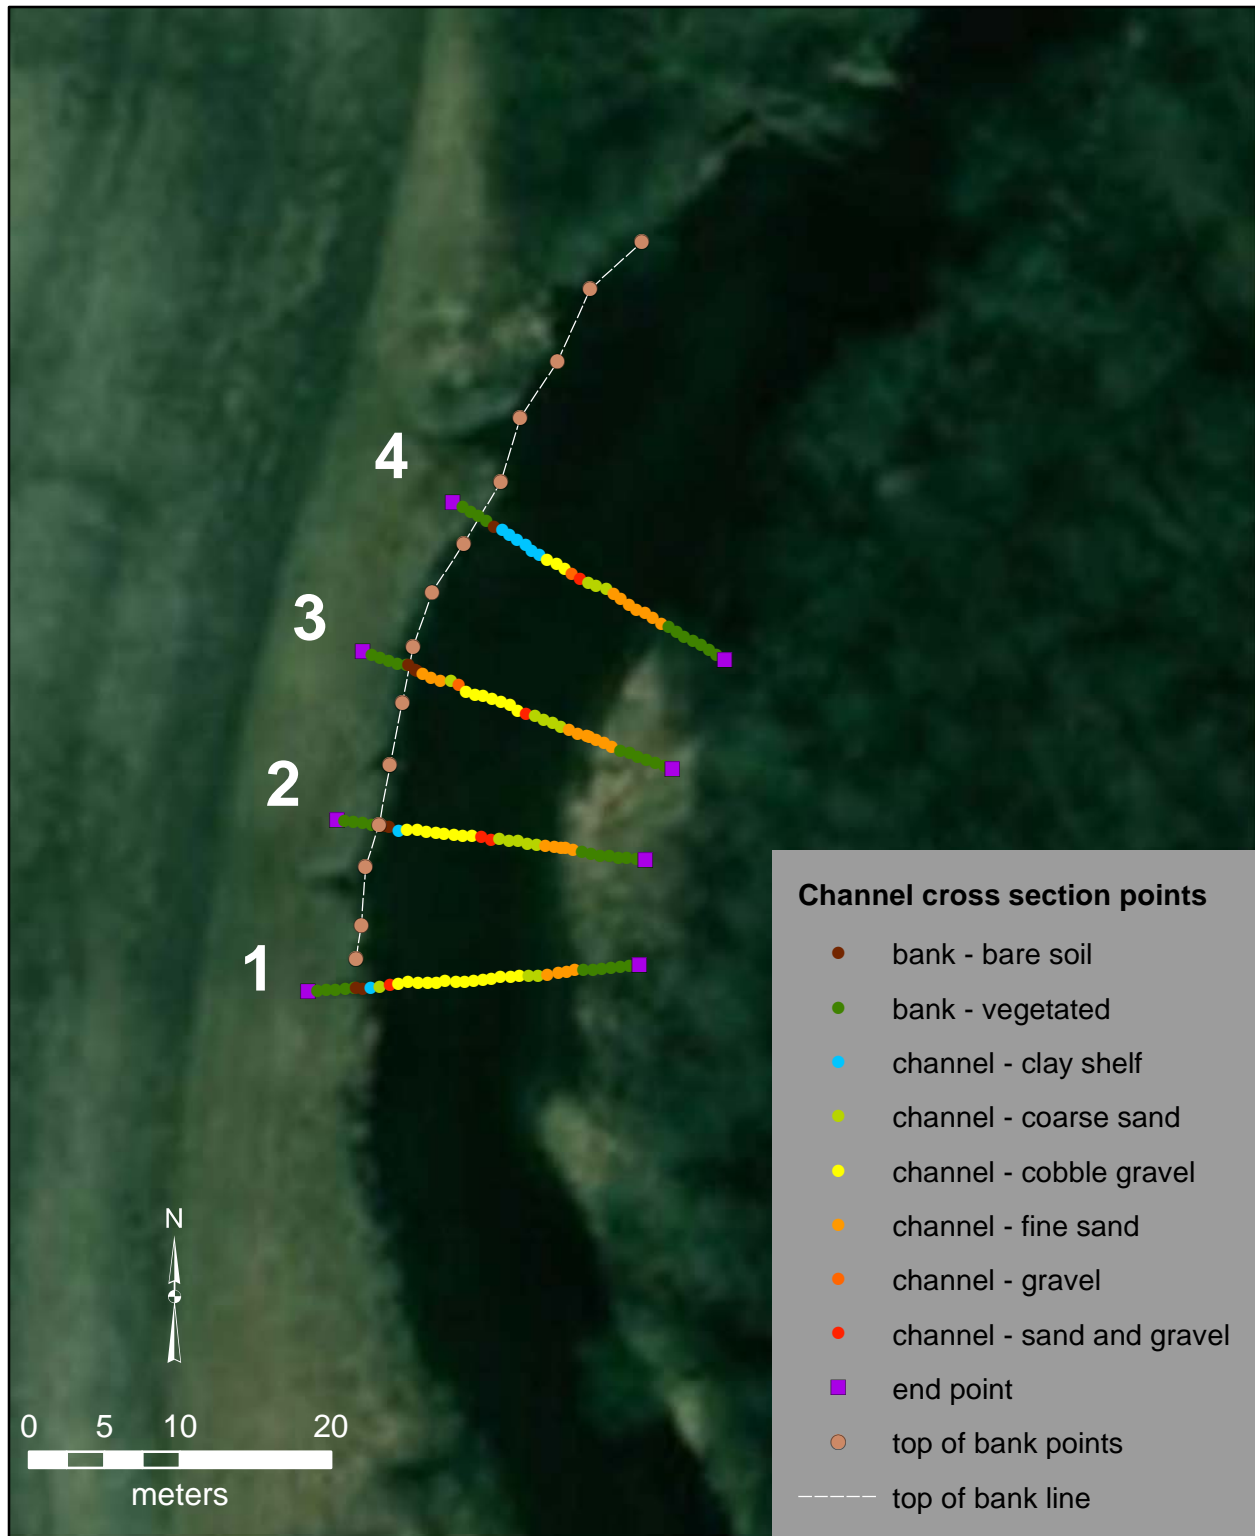 4
3
2
1
N
0 5 10 20
meters
Channel cross section points
bank - bare soil
bank - vegetated
channel - clay shelf
channel - coarse sand
channel - cobble gravel
channel - fine sand
channel - gravel
channel - sand and gravel
end point
top of bank points
top of bank line